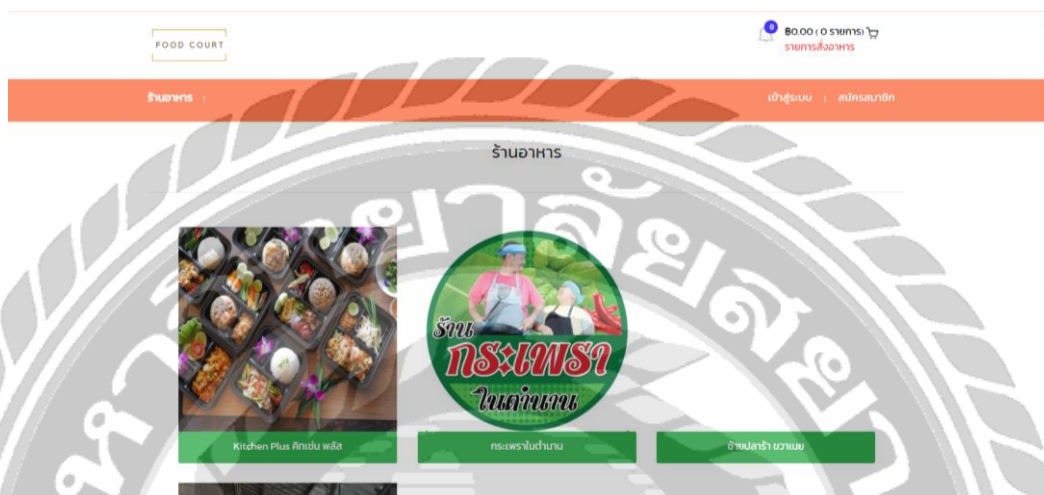 0
฿0.00 ( 0 รายการ)
FOOD COURT
รายการสั่งอาหาร
ร้านอาหาร |
เข้าสู่ระบบ | สมัครสมาชิก
ร้านอาหาร
ร้าน
กระเพรา
ในตำนาน
Kitchen Plus คิทเช่น พลัส
กระเพราในตำนาน
ย้ายปลาร้า ขวาเนย